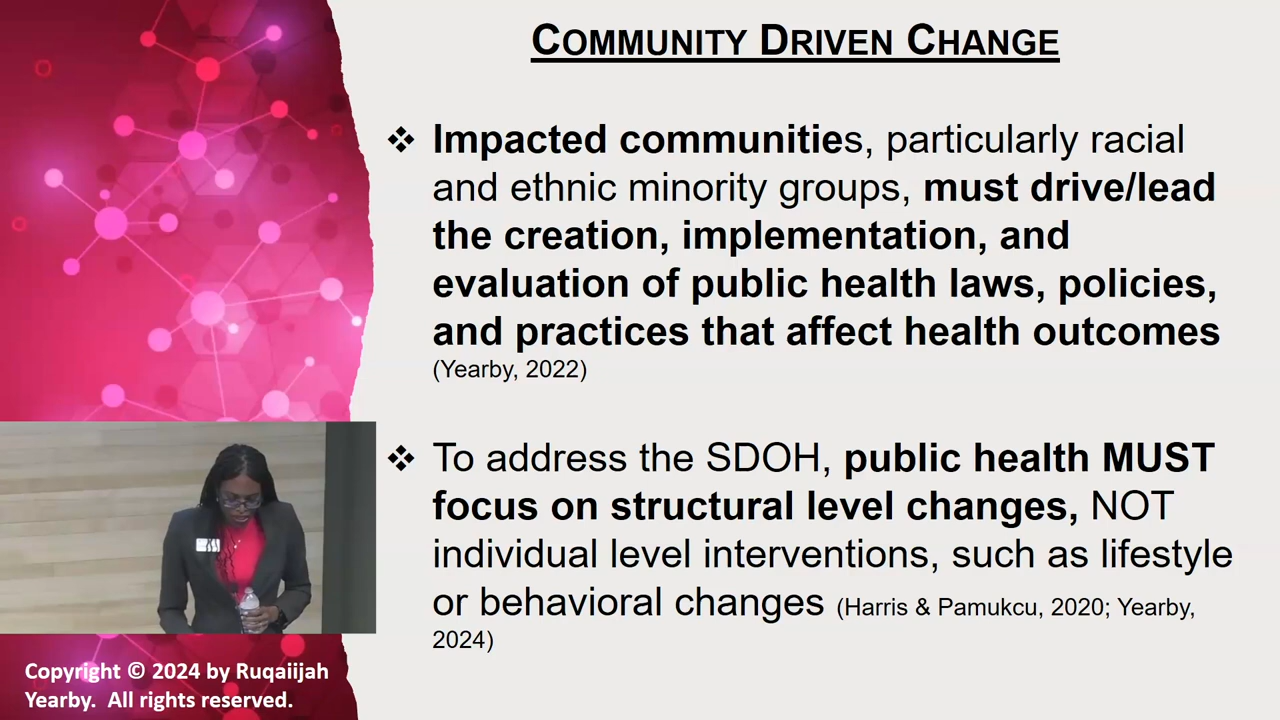 COMMUNITY DRIVEN CHANGE
❖ Impacted communities, particularly racial
and ethnic minority groups, must drive/lead
the creation, implementation, and
evaluation of public health laws, policies,
and practices that affect health outcomes
(Yearby, 2022)
❖ To address the SDOH, public health MUST
focus on structural level changes, NOT
individual level interventions, such as lifestyle
or behavioral changes (Harris & Pamukcu, 2020; Yearby,
2024)
Copyright © 2024 by Ruqaiijah
Yearby. All rights reserved.